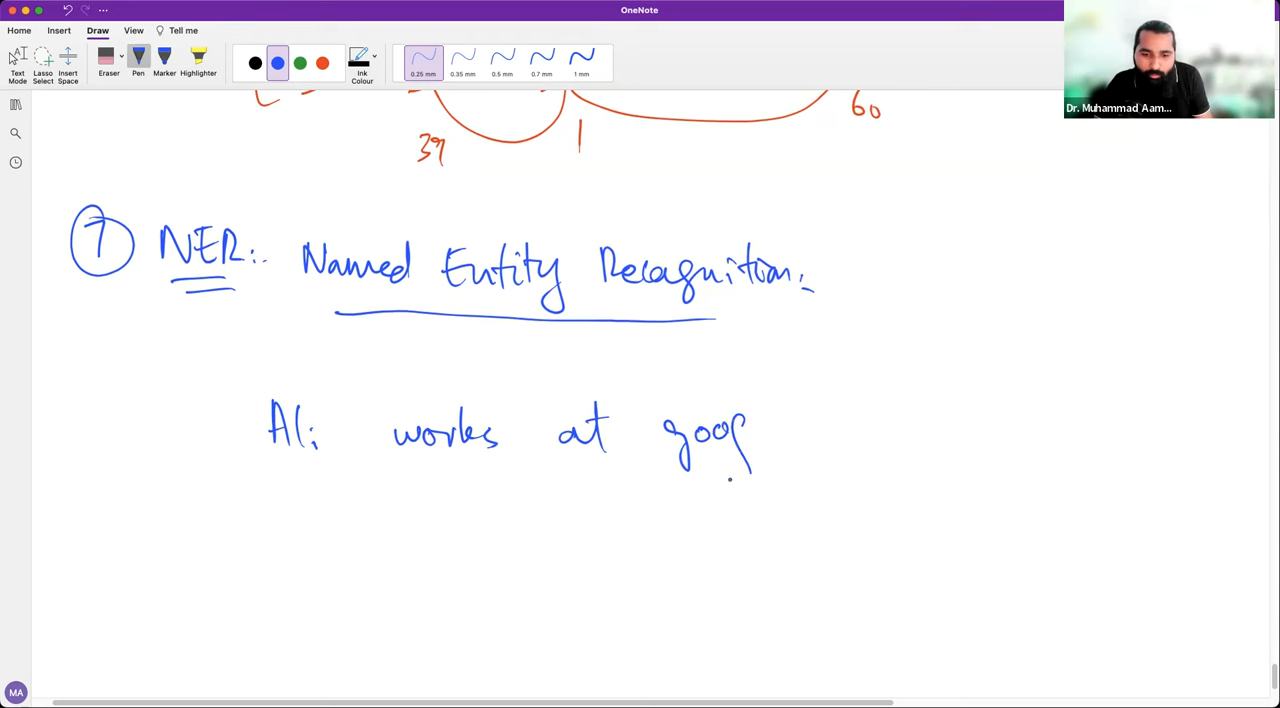 OneNote
Home Insert Draw View Tell me
Text Mode Lasso Select Insert Space Eraser Pen Marker Highlighter Ink Colour 0.25 mm 0.35 mm 0.5 mm 0.7 mm 1 mm
Dr. Muhammad Aam...
39 1 60
7 NER:. Named Entity Recognition:
Ali works at goog
MA